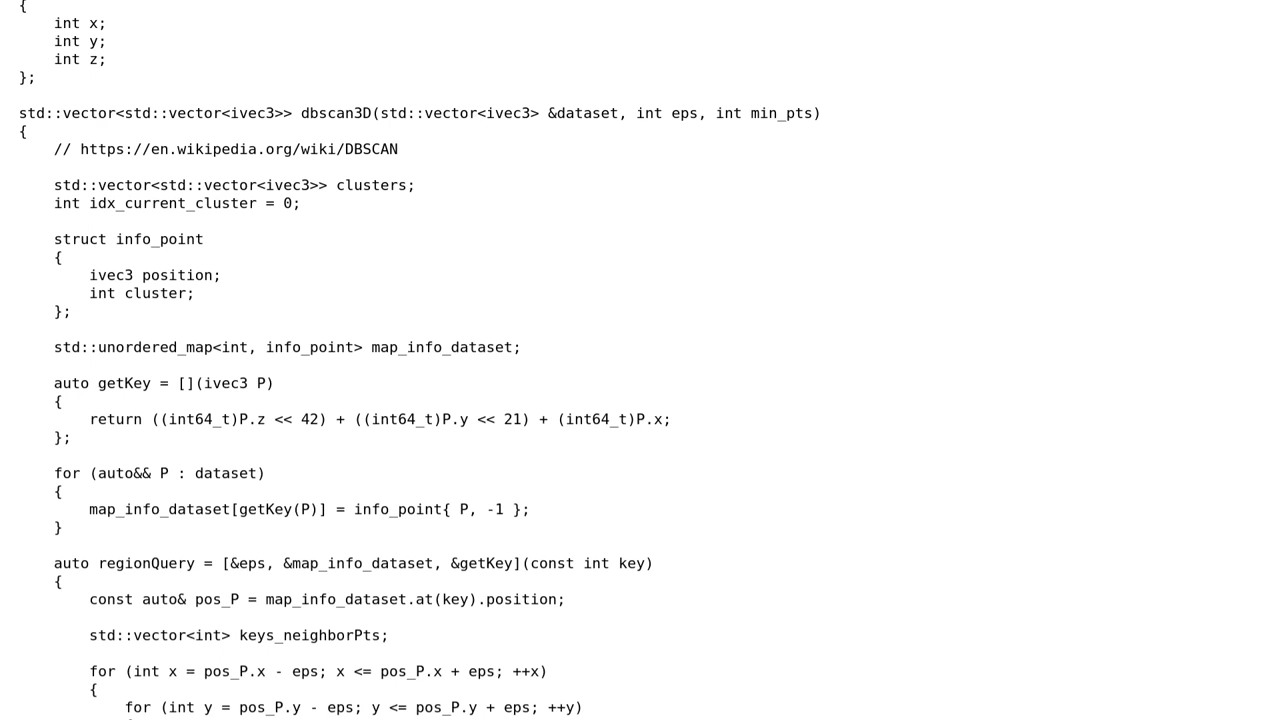 {
    int x;
    int y;
    int z;
};

std::vector<std::vector<ivec3>> dbscan3D(std::vector<ivec3> &dataset, int eps, int min_pts)
{
    // https://en.wikipedia.org/wiki/DBSCAN

    std::vector<std::vector<ivec3>> clusters;
    int idx_current_cluster = 0;

    struct info_point
    {
        ivec3 position;
        int cluster;
    };

    std::unordered_map<int, info_point> map_info_dataset;

    auto getKey = [](ivec3 P)
    {
        return ((int64_t)P.z << 42) + ((int64_t)P.y << 21) + (int64_t)P.x;
    };

    for (auto&& P : dataset)
    {
        map_info_dataset[getKey(P)] = info_point{ P, -1 };
    }

    auto regionQuery = [&eps, &map_info_dataset, &getKey](const int key)
    {
        const auto& pos_P = map_info_dataset.at(key).position;

        std::vector<int> keys_neighborPts;

        for (int x = pos_P.x - eps; x <= pos_P.x + eps; ++x)
        {
            for (int y = pos_P.y - eps; y <= pos_P.y + eps; ++y)